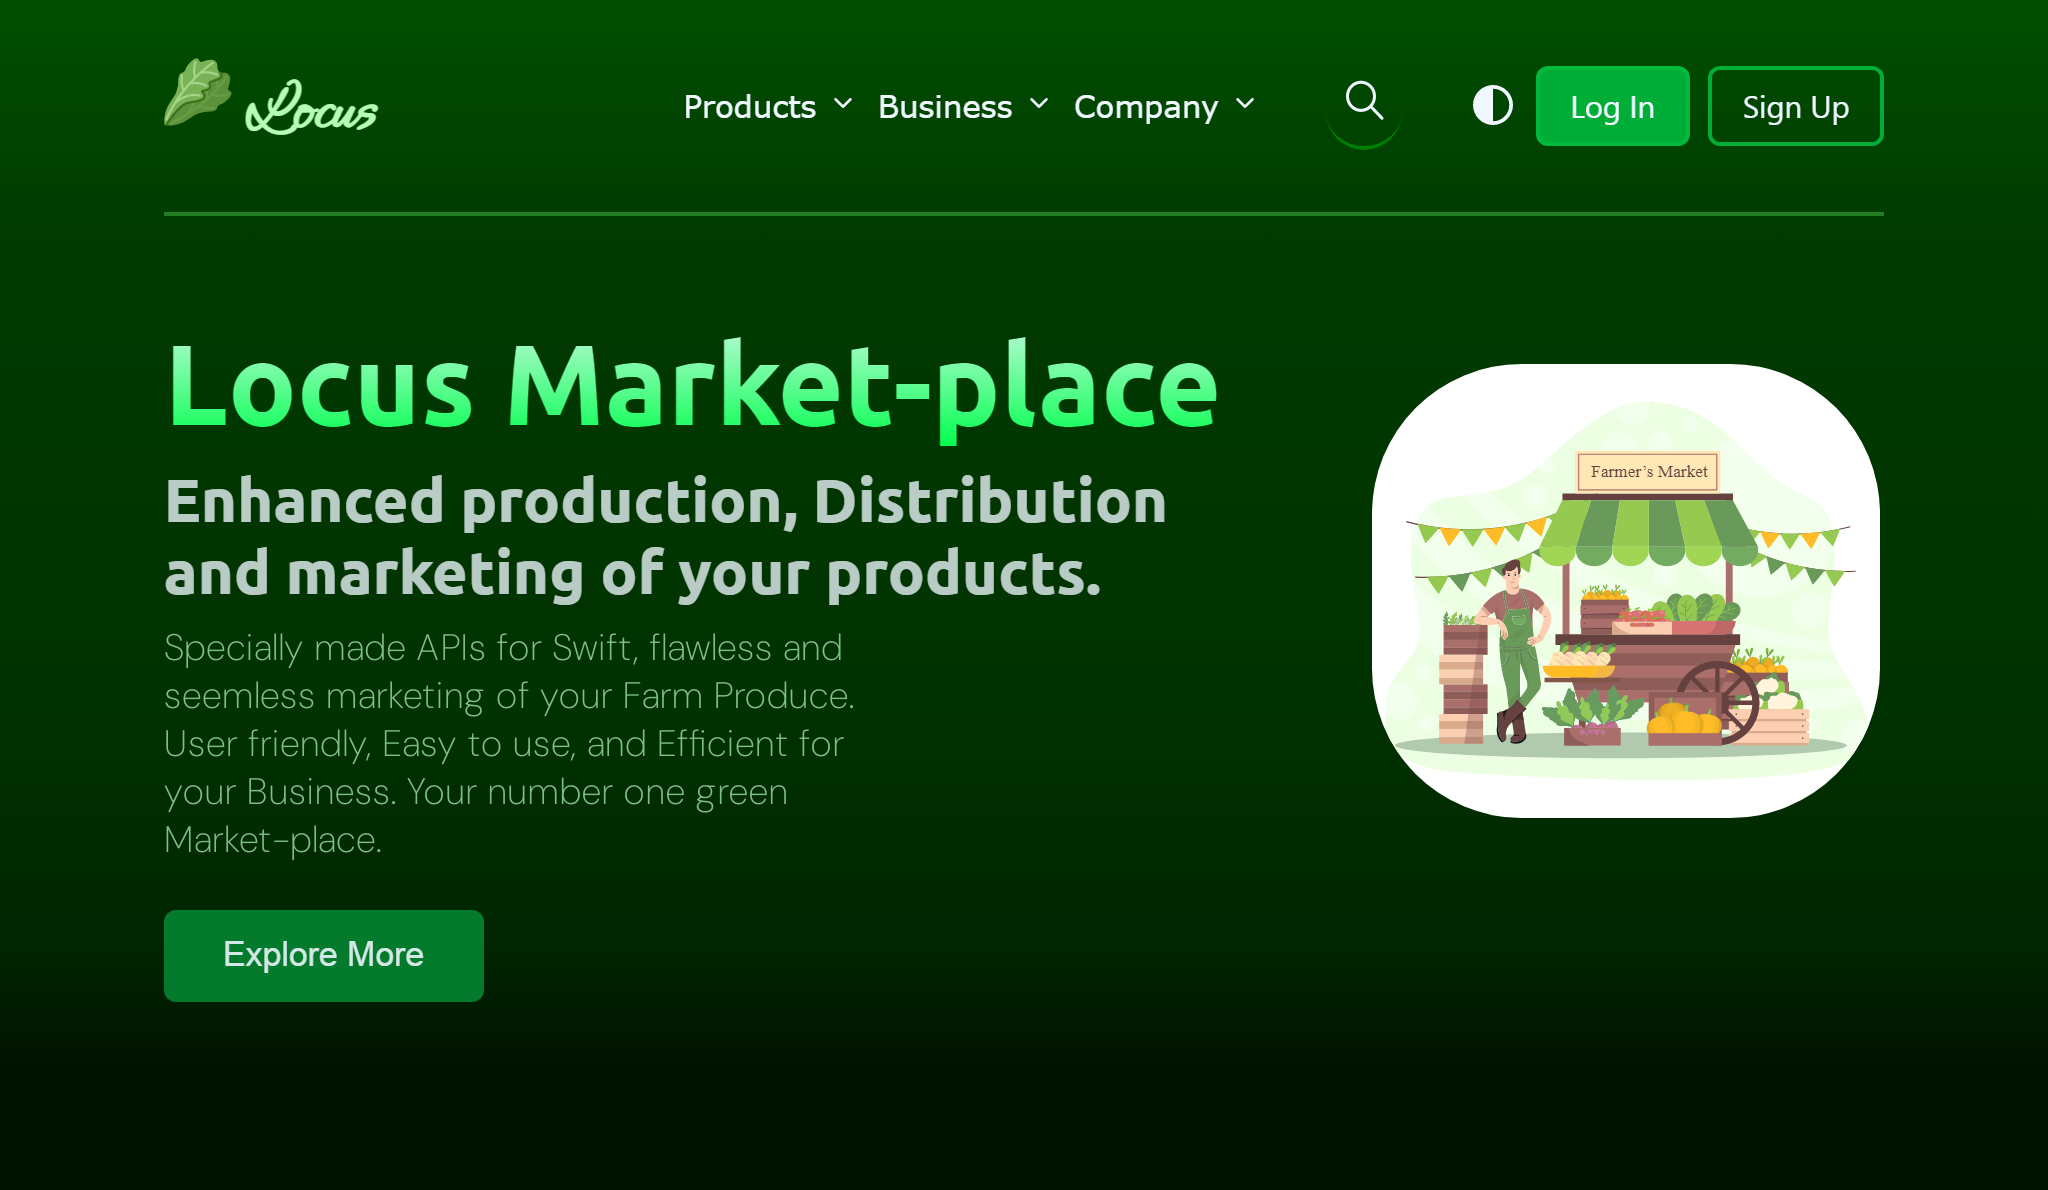 Locus
Products Business Company Log In Sign Up
Locus Market-place
Enhanced production, Distribution
and marketing of your products.
Specially made APIs for Swift, flawless and
seemless marketing of your Farm Produce.
User friendly, Easy to use, and Efficient for
your Business. Your number one green
Market-place.
Explore More
Farmer's Market